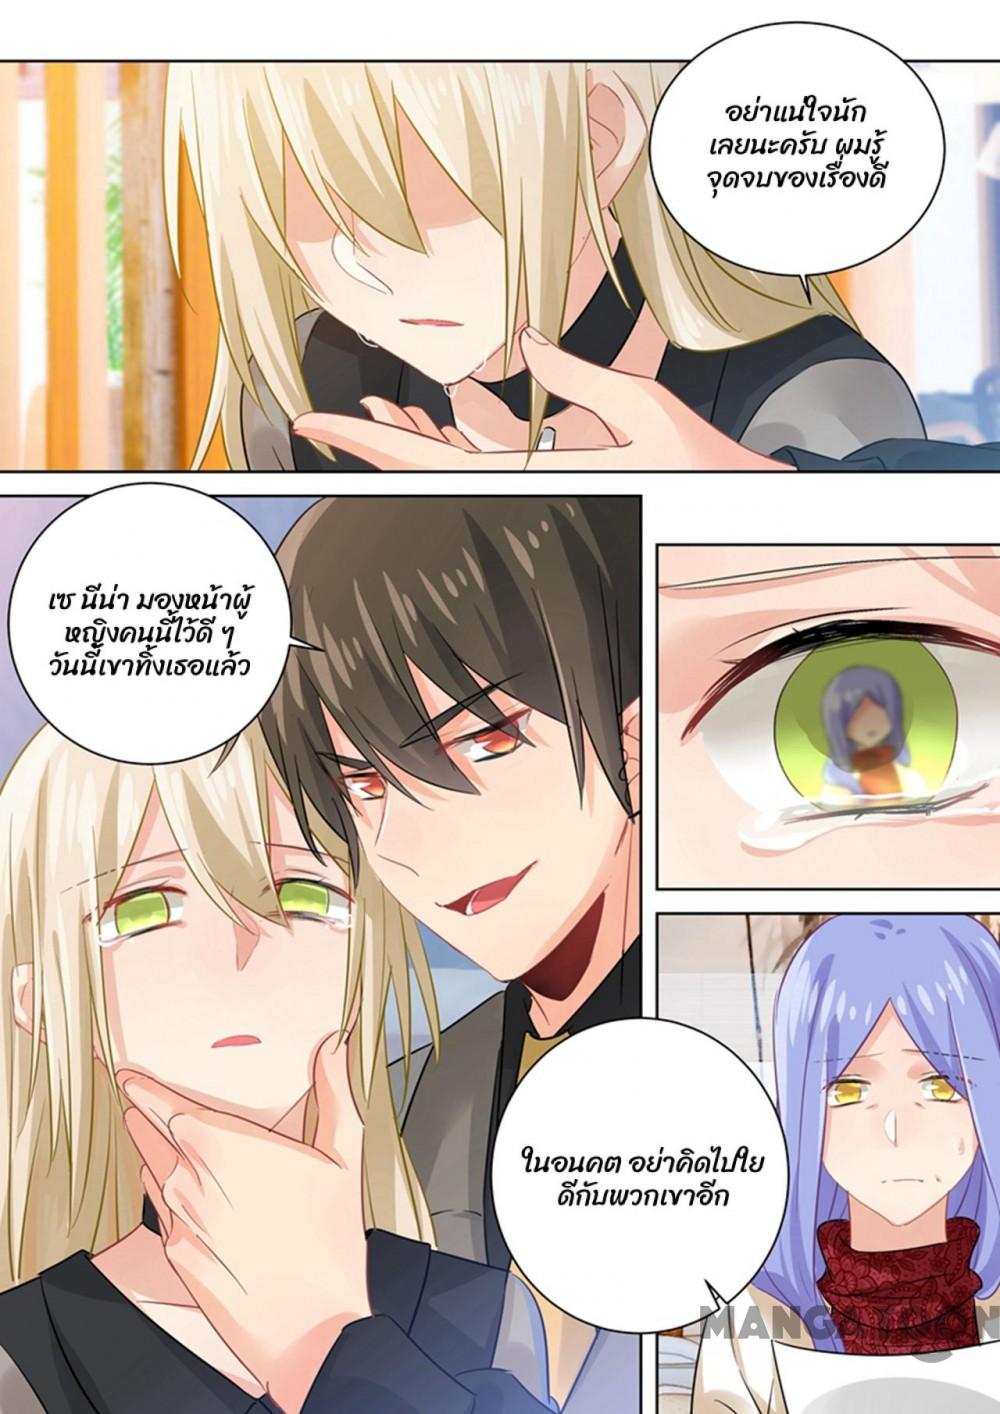 อย่าแน่ใจนัก
เลยนะครับ ผมรู้
จุดจบของเรื่องดี
เซ นีน่า มองหน้าผู้
หญิงคนนี้ไว้ดี ๆ
วันนี้เขาทิ้งเธอแล้ว
ในอนคต อย่าคิดไปใย
ดีกับพวกเขาอีก
MANGATOON